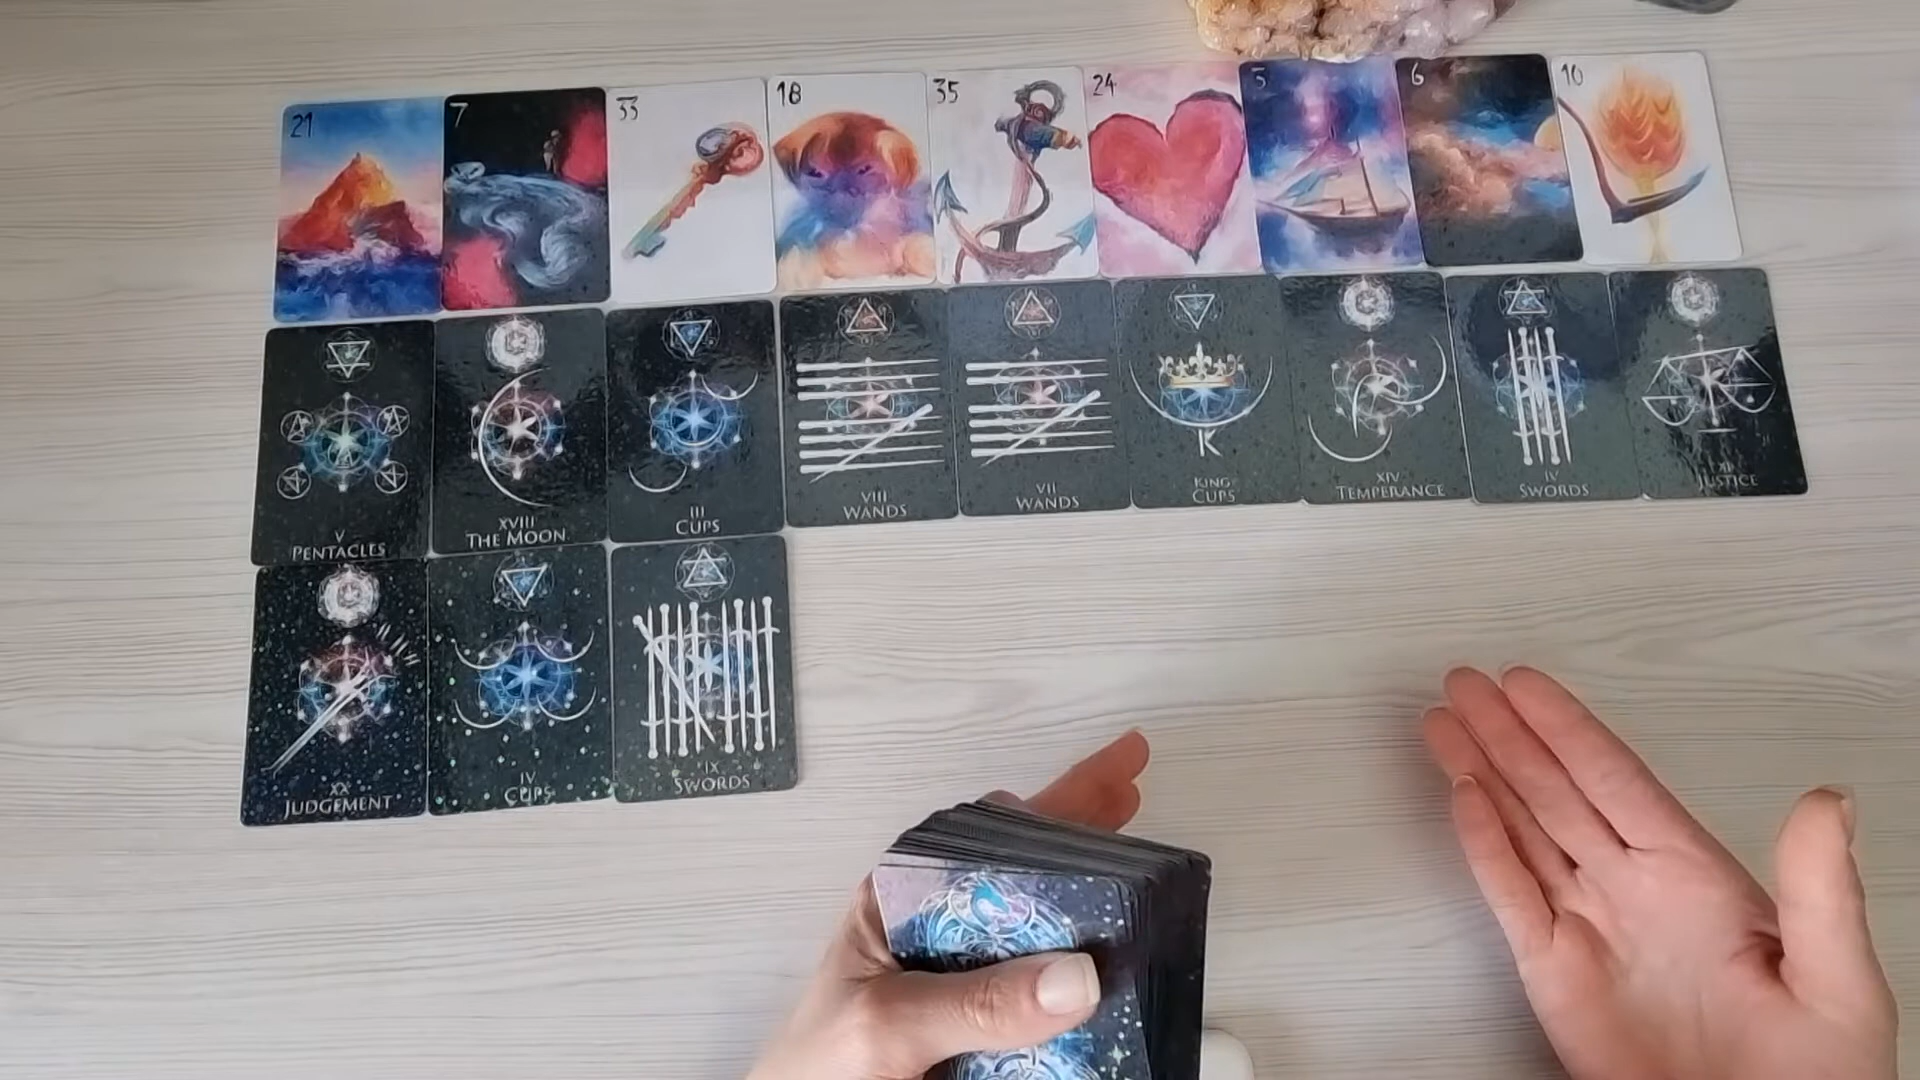 21
7
33
18
35
24
5
6
10
V
PENTACLES
XVIII
THE MOON
III
CUPS
VIII
WANDS
VII
WANDS
K
KING
CUPS
XIV
TEMPERANCE
IV
SWORDS
JUSTICE
XX
JUDGEMENT
IV
CUPS
IX
SWORDS